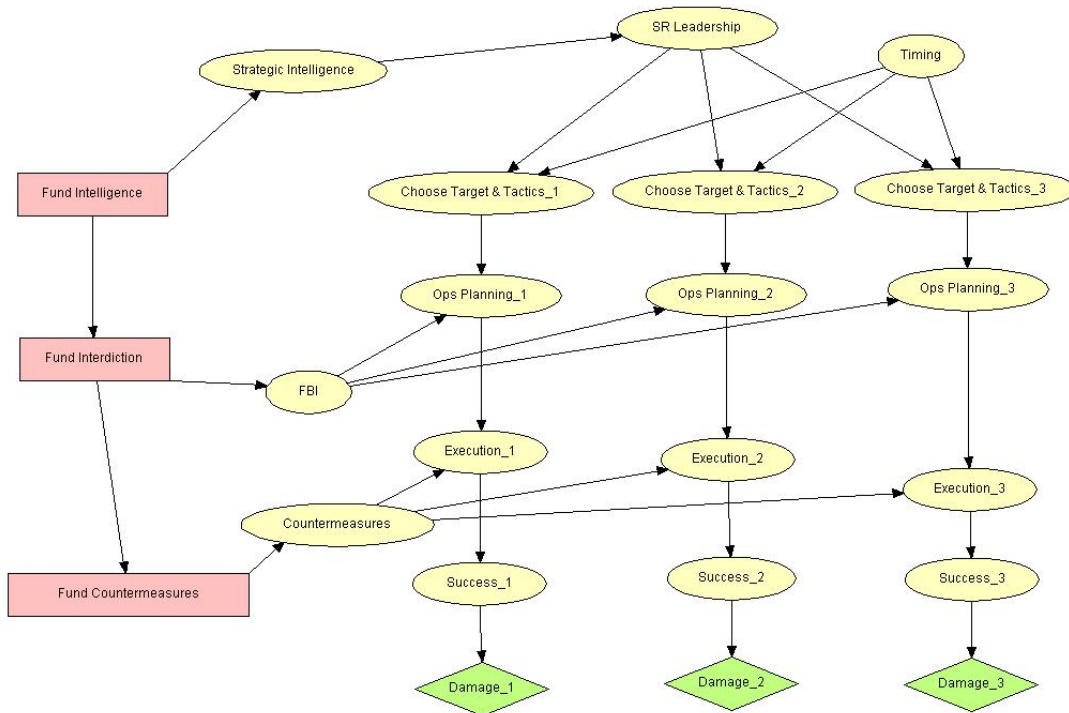 SR Leadership
Timing
Strategic Intelligence
Fund Intelligence
Choose Target & Tactics_1
Choose Target & Tactics_2
Choose Target & Tactics_3
Ops Planning_1
Ops Planning_2
Ops Planning_3
Fund Interdiction
FBI
Execution_1
Execution_2
Execution_3
Countermeasures
Fund Countermeasures
Success_1
Success_2
Success_3
Damage_1
Damage_2
Damage_3